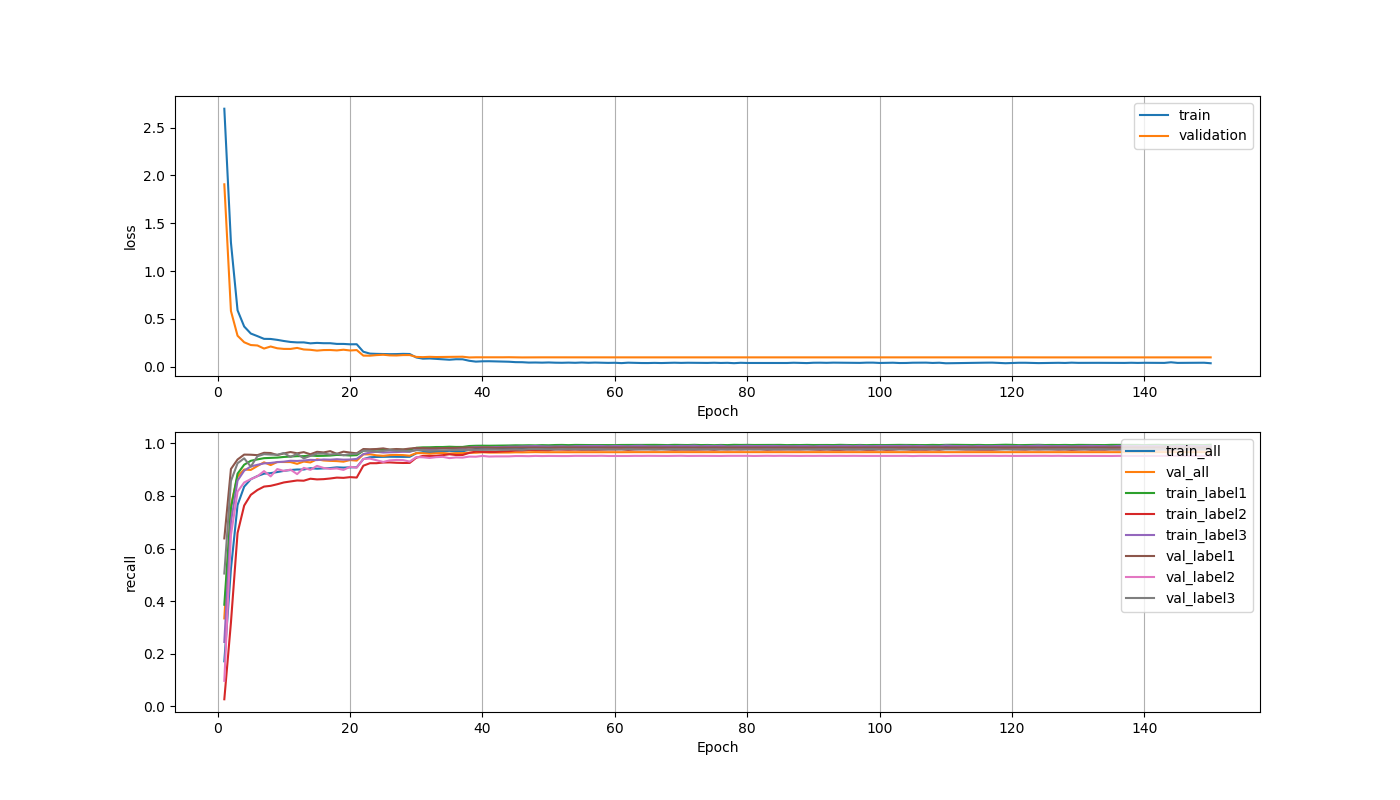 2.5
2.0
1.5
1.0
0.5
0.0
loss
train
validation
0 20 40 60 80 100 120 140
Epoch
1.0
0.8
0.6
0.4
0.2
0.0
recall
train_all
val_all
train_label1
train_label2
train_label3
val_label1
val_label2
val_label3
0 20 40 60 80 100 120 140
Epoch